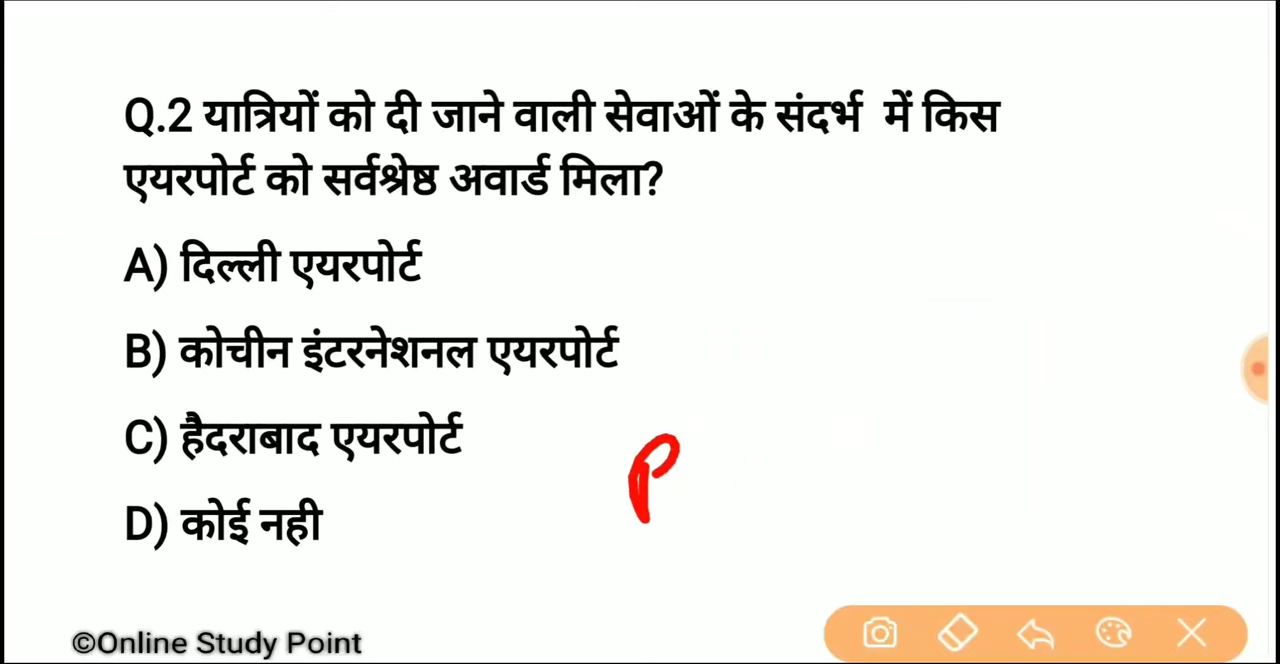 Q.2 यात्रियों को दी जाने वाली सेवाओं के संदर्भ में किस
एयरपोर्ट को सर्वश्रेष्ठ अवार्ड मिला?
A) दिल्ली एयरपोर्ट
B) कोचीन इंटरनेशनल एयरपोर्ट
C) हैदराबाद एयरपोर्ट
P
D) कोई नही
©Online Study Point